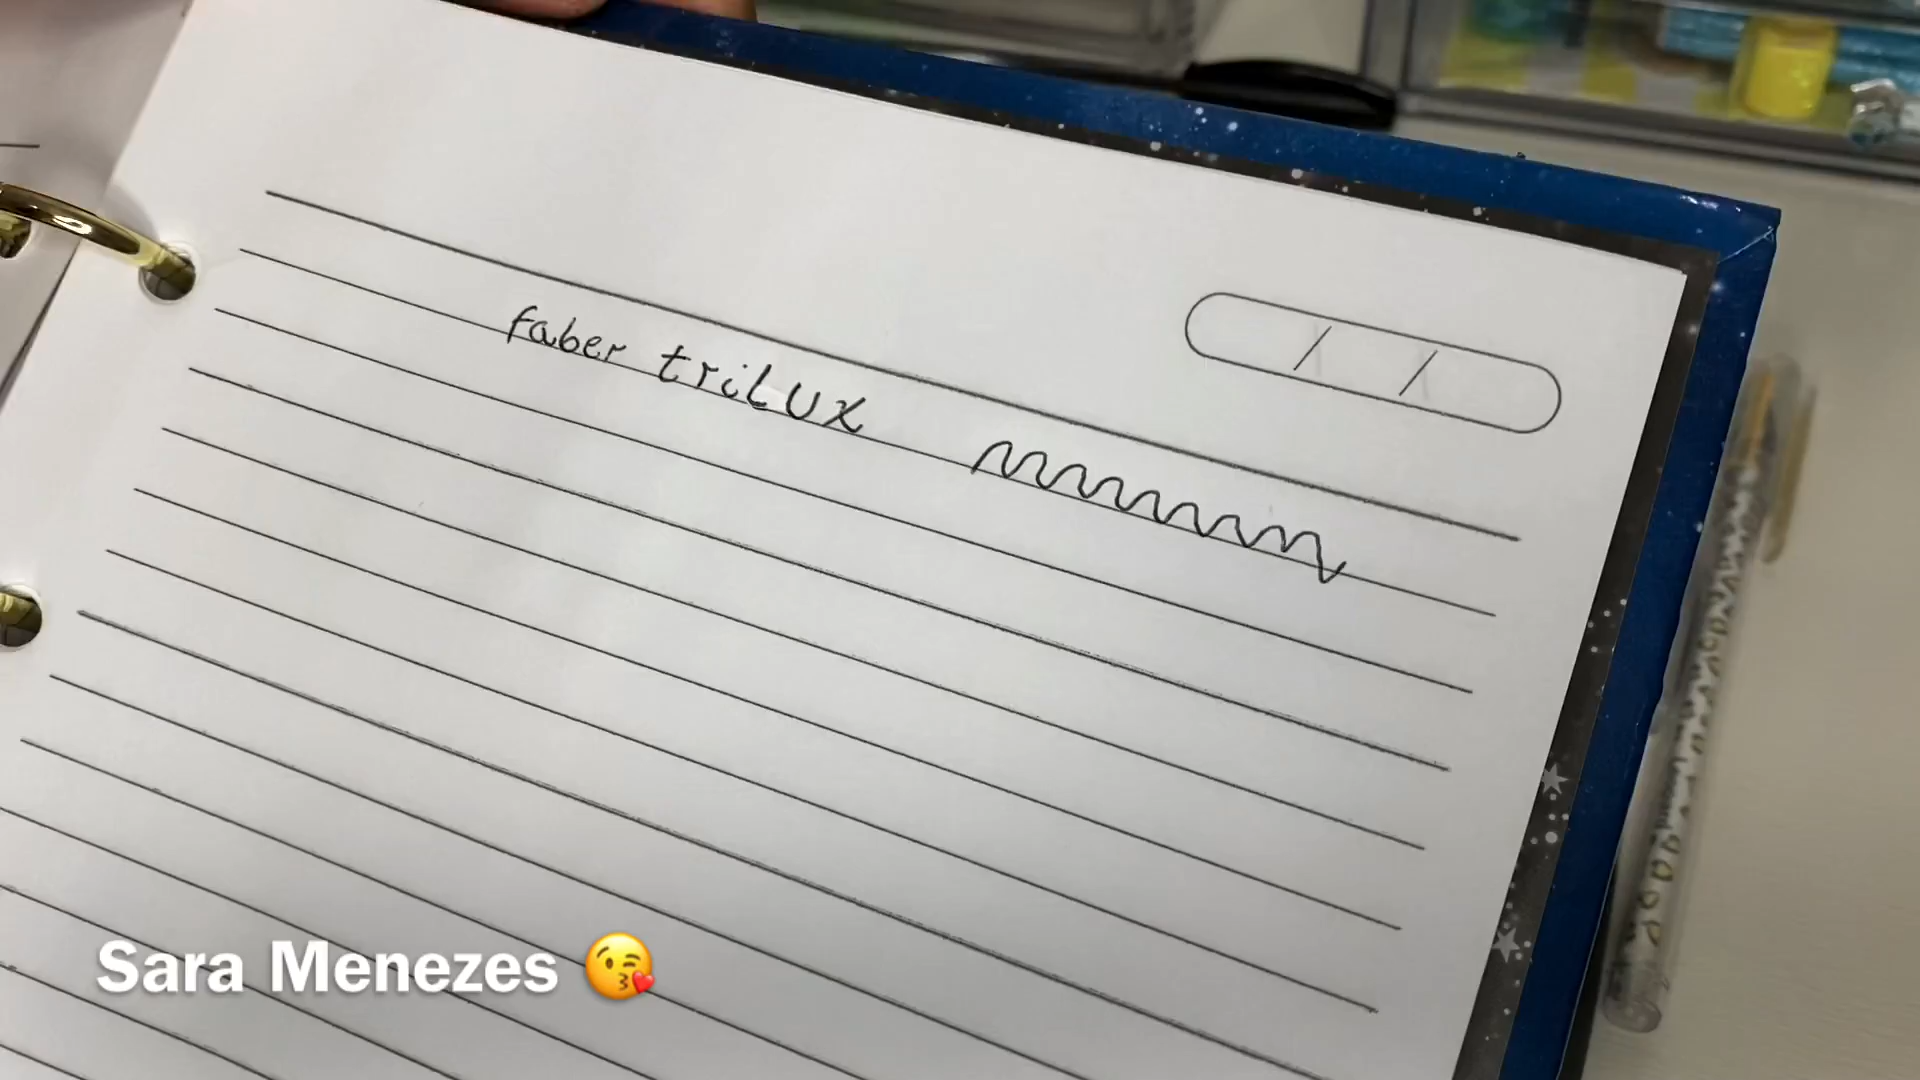 faber triLUX
/ /
Sara Menezes 😘